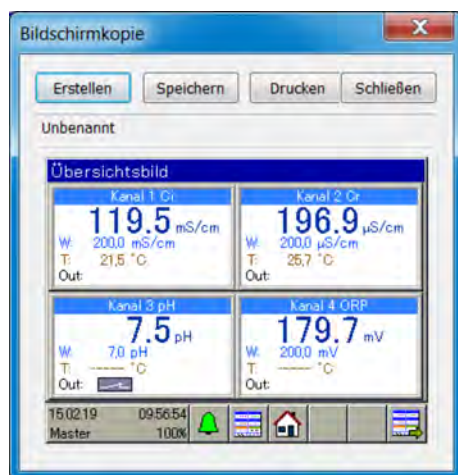 Bildschirmkopie
Erstellen Speichern Drucken Schließen
Unbenannt
Übersichtsbild
Kanal 1 Ci
119.5 mS/cm
W: 200,0 mS/cm
T: 21,5 °C
Out:
Kanal 2 Cr
196.9 µS/cm
W: 200,0 µS/cm
T: 25,7 °C
Out:
Kanal 3 pH
7.5 pH
W: 7,0 pH
T: ----- °C
Out:
Kanal 4 ORP
179.7 mV
W: 200,0 mV
T: ----- °C
Out:
15.02.19 09:56:54
Master 100%